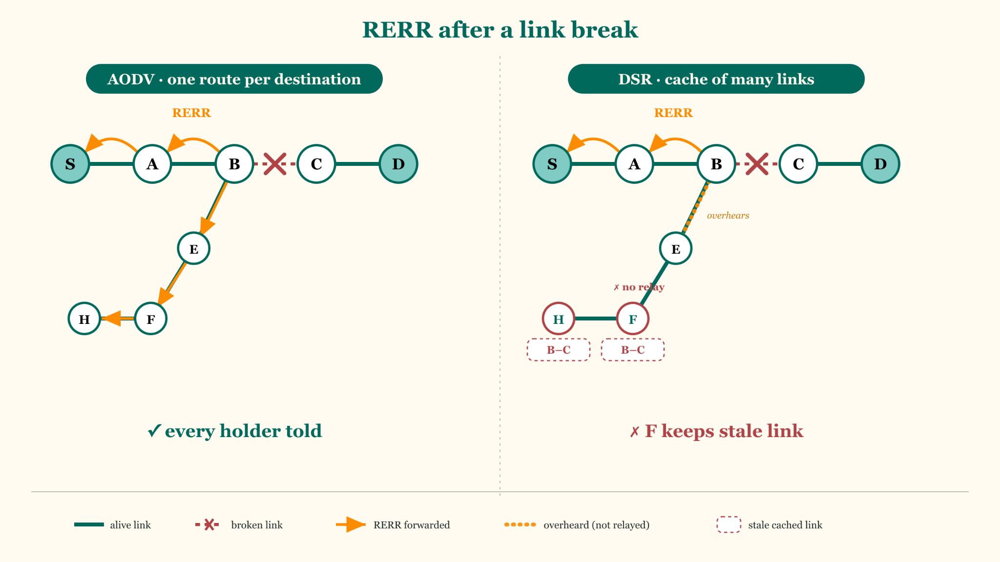 RERR after a link break
AODV · one route per destination
RERR
S
A
B
C
D
E
H
F
✓ every holder told
DSR · cache of many links
RERR
S
A
B
C
D
overhears
E
✗ no relay
H
F
B–C
B–C
✗ F keeps stale link
alive link
broken link
RERR forwarded
overheard (not relayed)
stale cached link